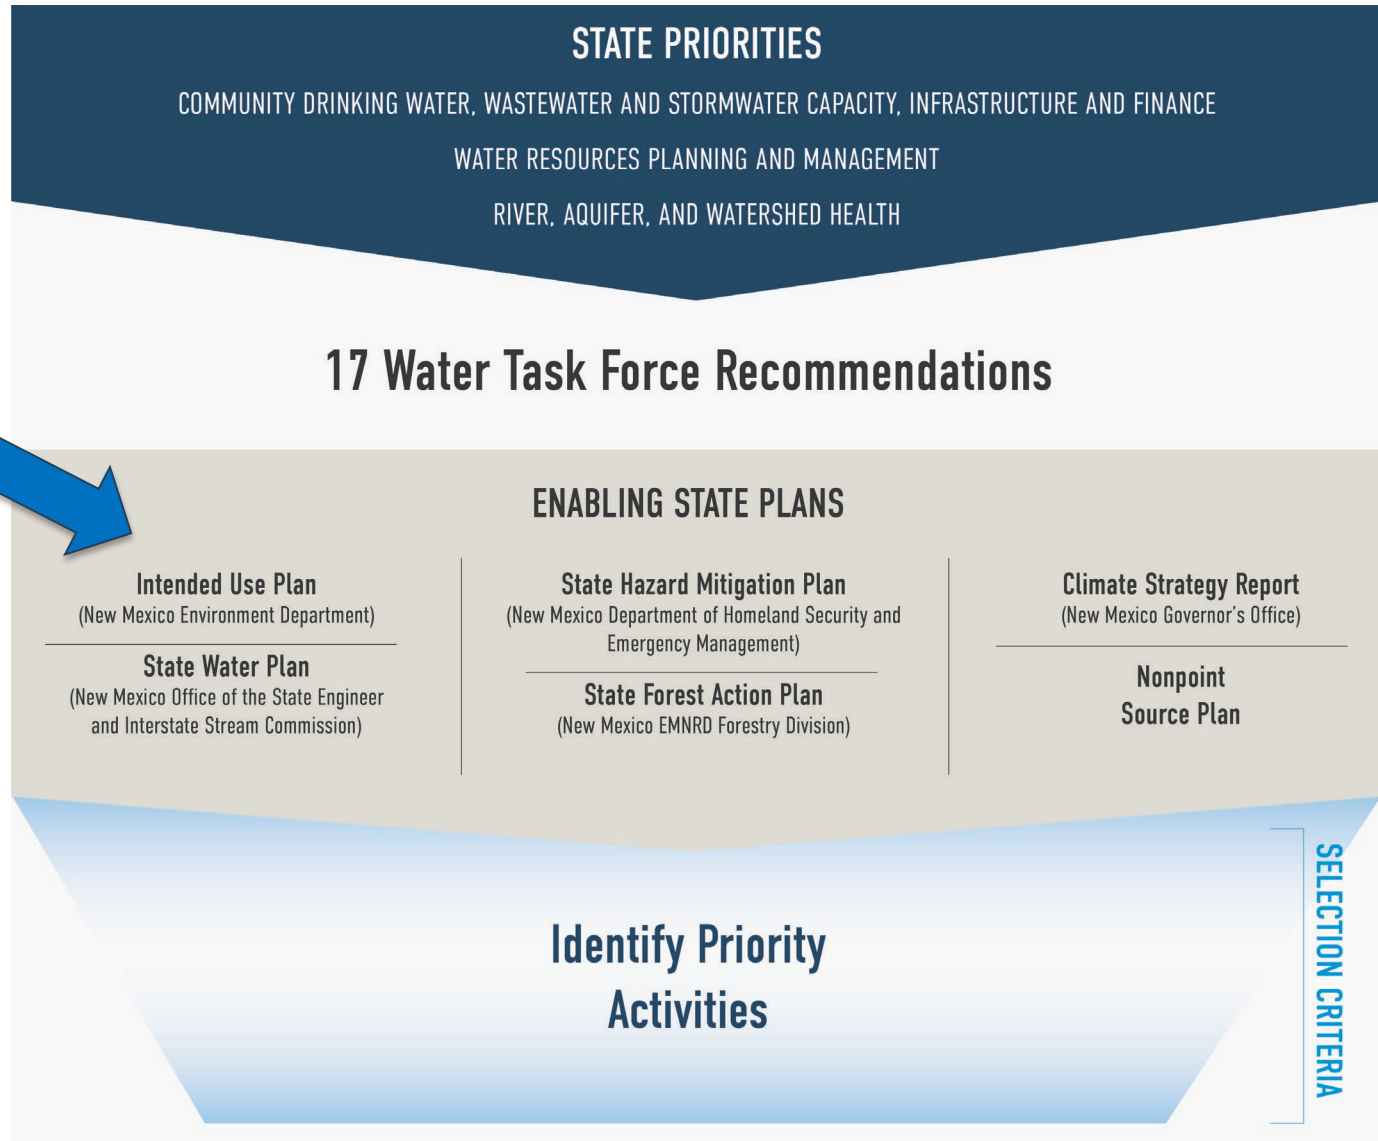 STATE PRIORITIES
COMMUNITY DRINKING WATER, WASTEWATER AND STORMWATER CAPACITY, INFRASTRUCTURE AND FINANCE
WATER RESOURCES PLANNING AND MANAGEMENT
RIVER, AQUIFER, AND WATERSHED HEALTH
17 Water Task Force Recommendations
ENABLING STATE PLANS
Intended Use Plan
(New Mexico Environment Department)
State Water Plan
(New Mexico Office of the State Engineer
and Interstate Stream Commission)
State Hazard Mitigation Plan
(New Mexico Department of Homeland Security and
Emergency Management)
State Forest Action Plan
(New Mexico EMNRD Forestry Division)
Climate Strategy Report
(New Mexico Governor's Office)
Nonpoint
Source Plan
Identify Priority
Activities
SELECTION CRITERIA